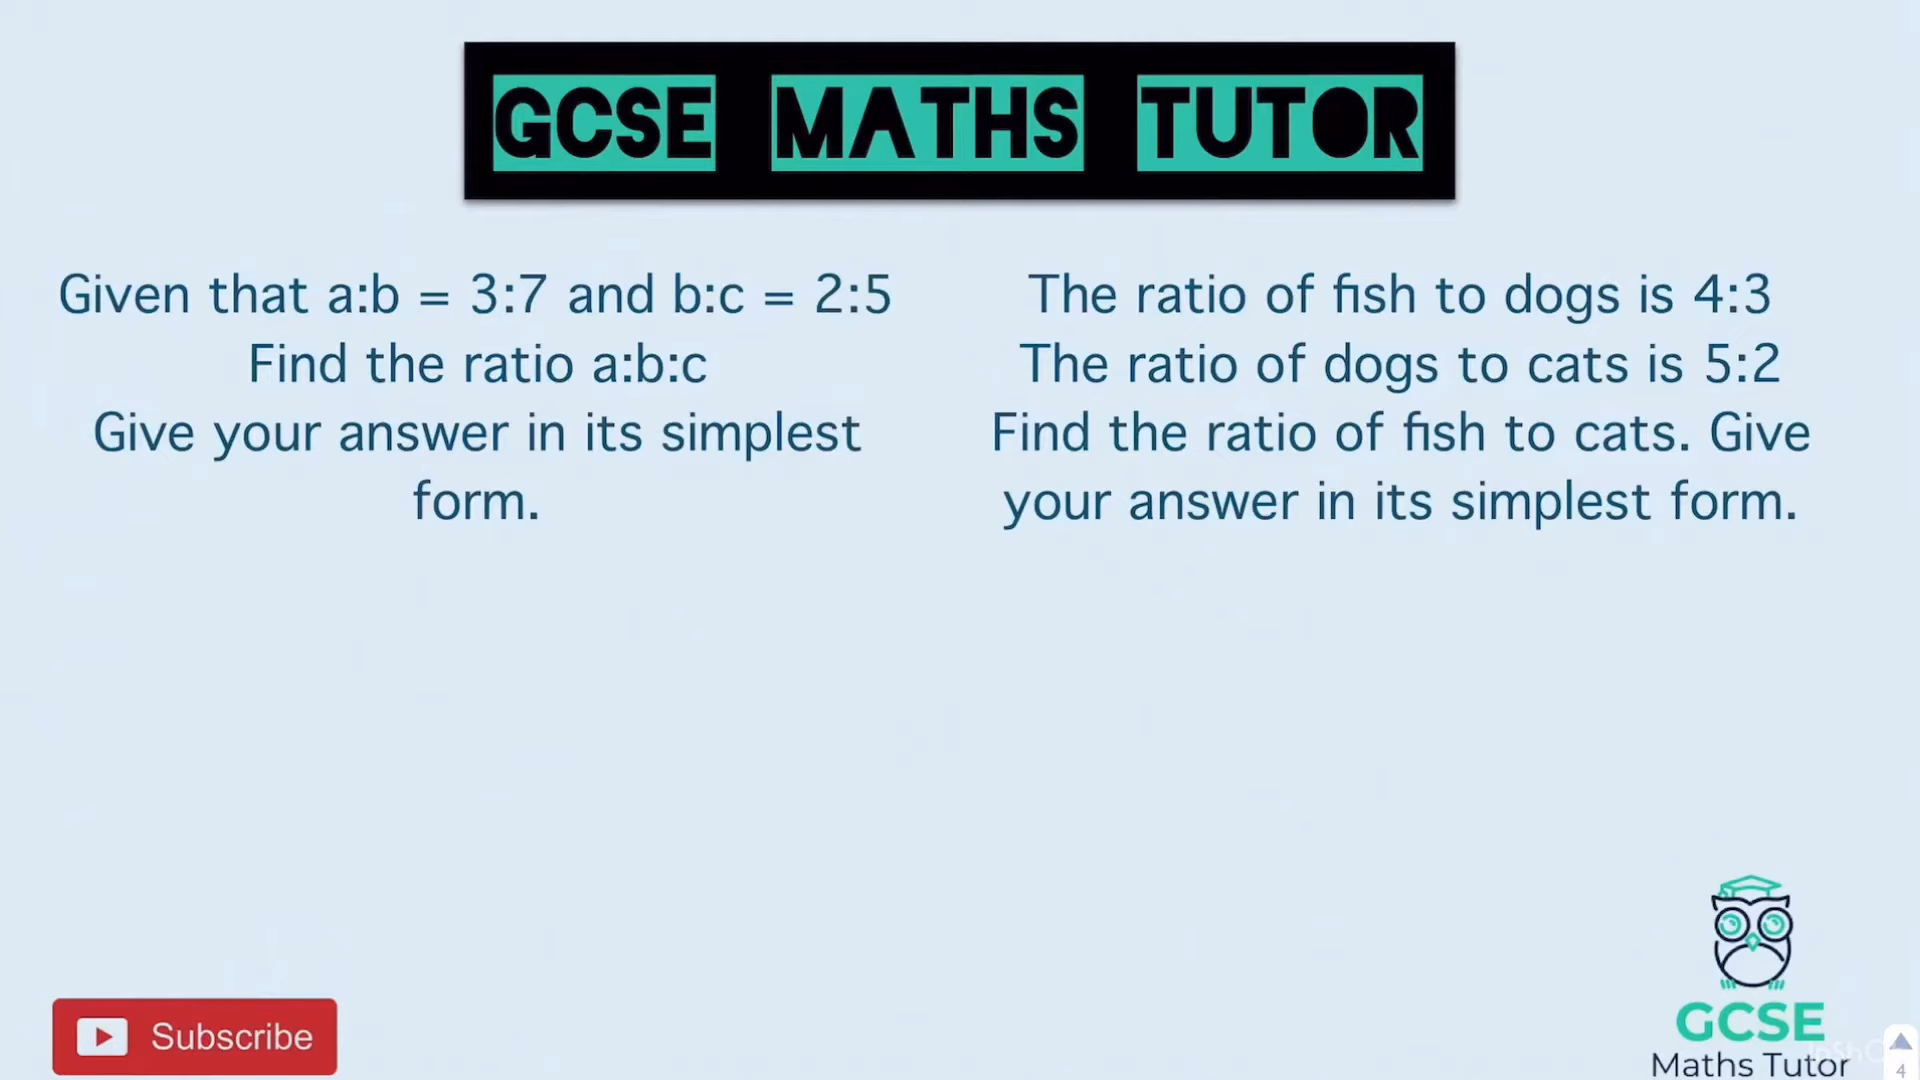 GCSE MATHS TUTOR
Given that a:b = 3:7 and b:c = 2:5
Find the ratio a:b:c
Give your answer in its simplest
form.
The ratio of fish to dogs is 4:3
The ratio of dogs to cats is 5:2
Find the ratio of fish to cats. Give
your answer in its simplest form.
Subscribe
GCSE
Maths Tutor
4